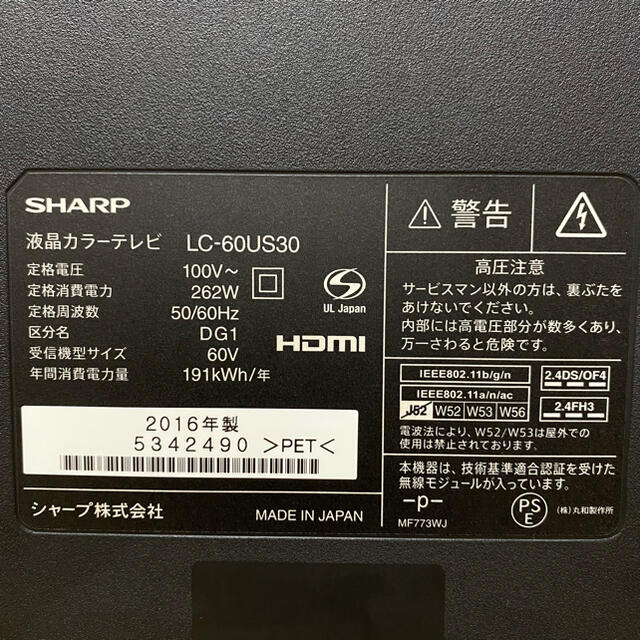 SHARP
液晶カラーテレビ LC-60US30
定格電圧 100V～
定格消費電力 262W
定格周波数 50/60Hz
区分名 DG1
受信機型サイズ 60V
年間消費電力量 191kWh/年
S
UL Japan
HDMI
2016年製
5342490 >PET<
シャープ株式会社 MADE IN JAPAN
警告
高圧注意
サービスマン以外の方は、裏ぶたを
あけないでください。
内部には高電圧部分が数多くあり、
万一さわると危険です。
IEEE802.11b/g/n
IEEE802.11a/n/ac
J52 W52 W53 W56
2.4DS/OF4
2.4FH3
電波法により、W52/W53は屋外での
使用は禁止されております。
本機器は、技術基準適合認証を受けた
無線モジュールが入っています。
-p-
MF773WJ
PS
E
(株)丸和製作所